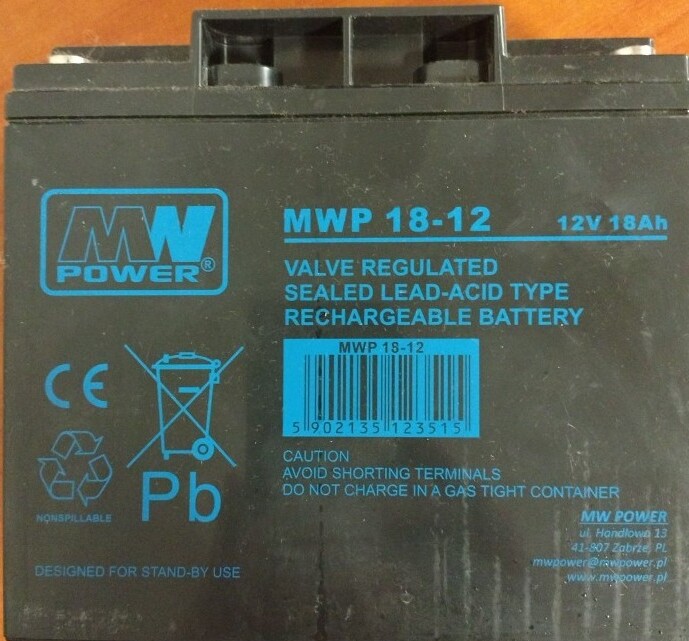 MW
POWER®
MWP 18-12 12V 18Ah
VALVE REGULATED
SEALED LEAD-ACID TYPE
RECHARGEABLE BATTERY
MWP 18-12
5 902135 123515
CE
Pb
NONSPILLABLE
CAUTION
AVOID SHORTING TERMINALS
DO NOT CHARGE IN A GAS TIGHT CONTAINER
MW POWER
ul. Handlowa 13
41-807 Zabrze, PL
mwpower@mwpower.pl
www.mwpower.pl
DESIGNED FOR STAND-BY USE